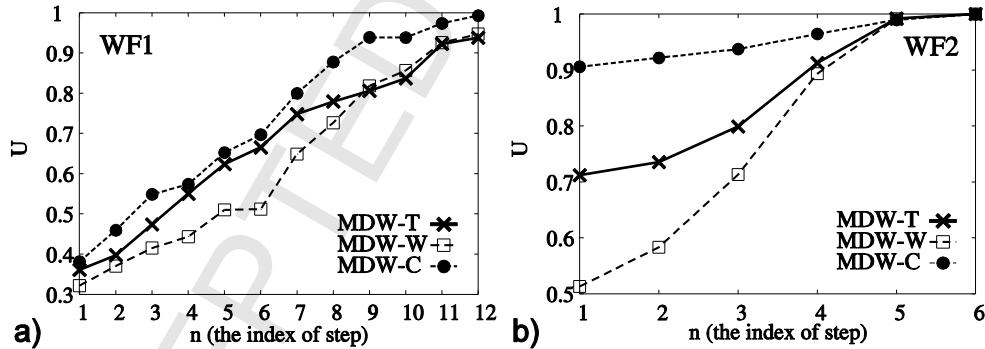 1
0.9
0.8
0.7
0.6
0.5
0.4
0.3
U
WF1
MDW-T
MDW-W
MDW-C
1 2 3 4 5 6 7 8 9 10 11 12
n (the index of step)
a)
1
0.9
0.8
0.7
0.6
0.5
U
WF2
MDW-T
MDW-W
MDW-C
1 2 3 4 5 6
n (the index of step)
b)
PTED